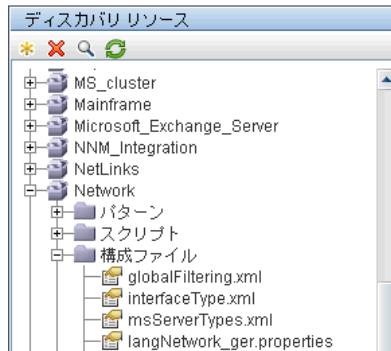 ディスカバリ リソース
MS_cluster
Mainframe
Microsoft_Exchange_Server
NNM_Integration
NetLinks
Network
パターン
スクリプト
構成ファイル
globalFiltering.xml
interfaceType.xml
msServerTypes.xml
langNetwork_ger.properties